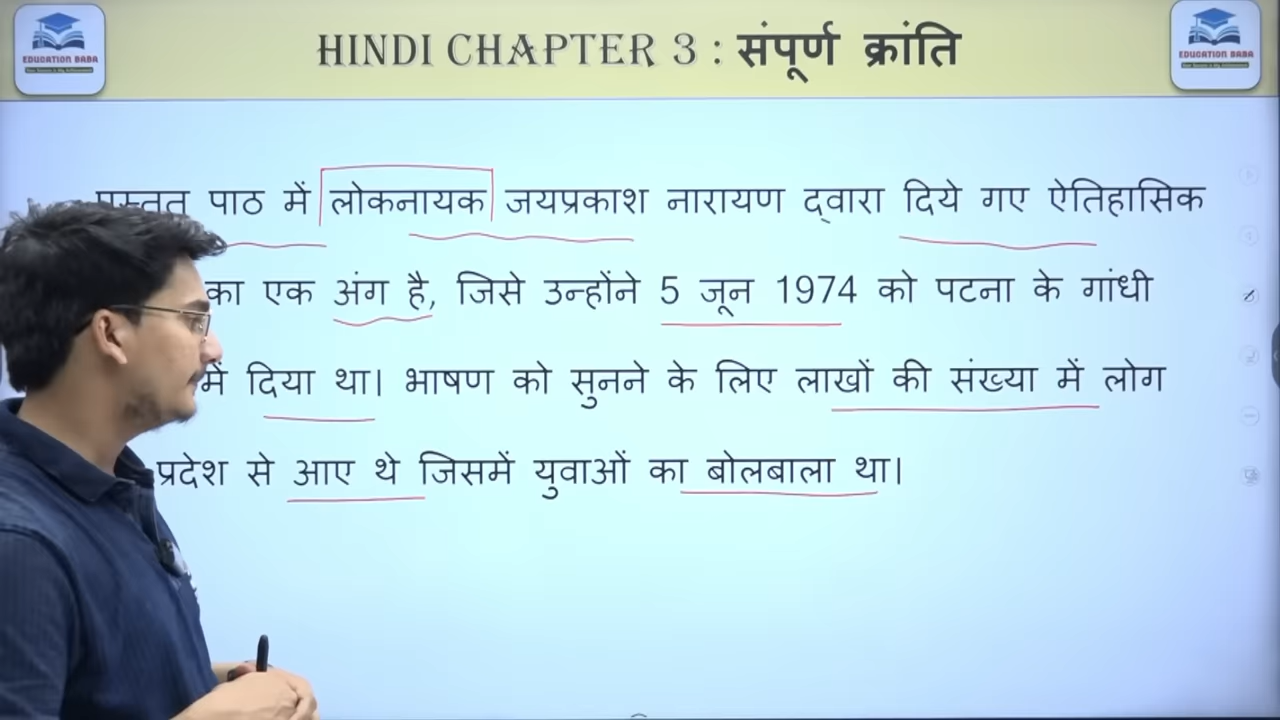 EDUCATION BABA
HINDI CHAPTER 3 : संपूर्ण क्रांति
EDUCATION BABA
पाठ में लोकनायक जयप्रकाश नारायण द्वारा दिये गए ऐतिहासिक
का एक अंग है, जिसे उन्होंने 5 जून 1974 को पटना के गांधी
में दिया था। भाषण को सुनने के लिए लाखों की संख्या में लोग
प्रदेश से आए थे जिसमें युवाओं का बोलबाला था।